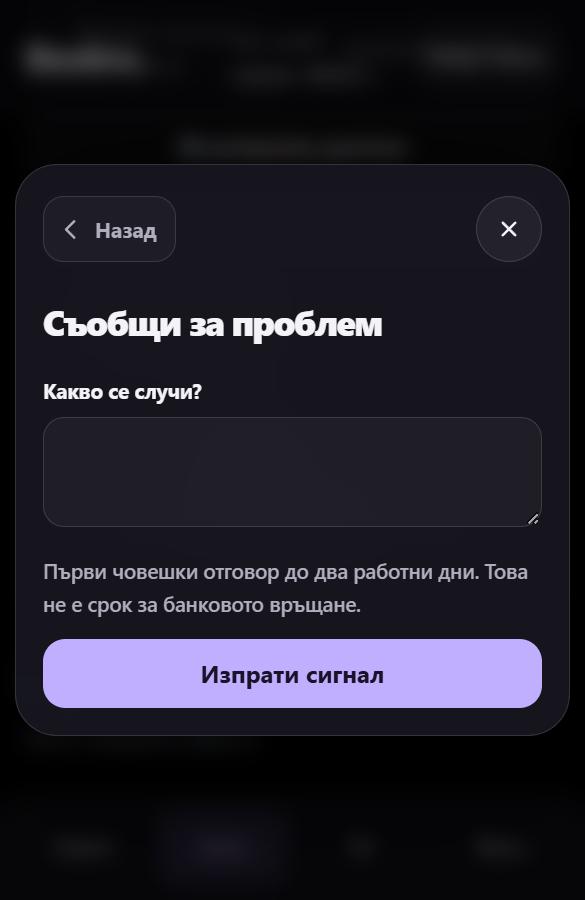 Назад
Съобщи за проблем
Какво се случи?
Първи човешки отговор до два работни дни. Това
не е срок за банковото връщане.
Изпрати сигнал